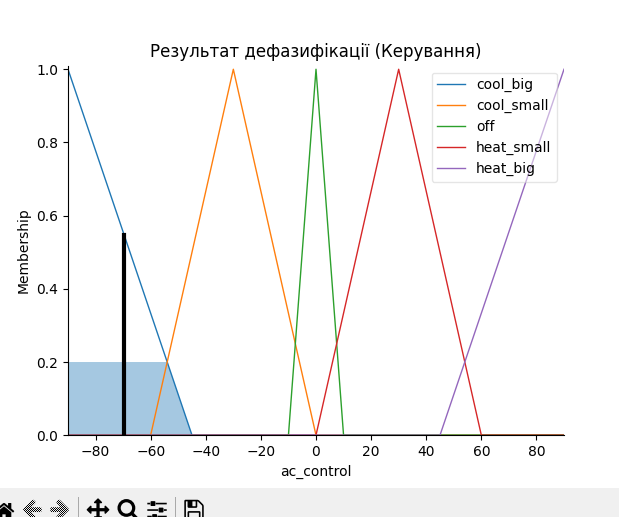 Результат дефазифікації (Керування)
1.0
0.8
0.6
0.4
0.2
0.0
Membership
cool_big
cool_small
off
heat_small
heat_big
−80 −60 −40 −20 0 20 40 60 80
ac_control